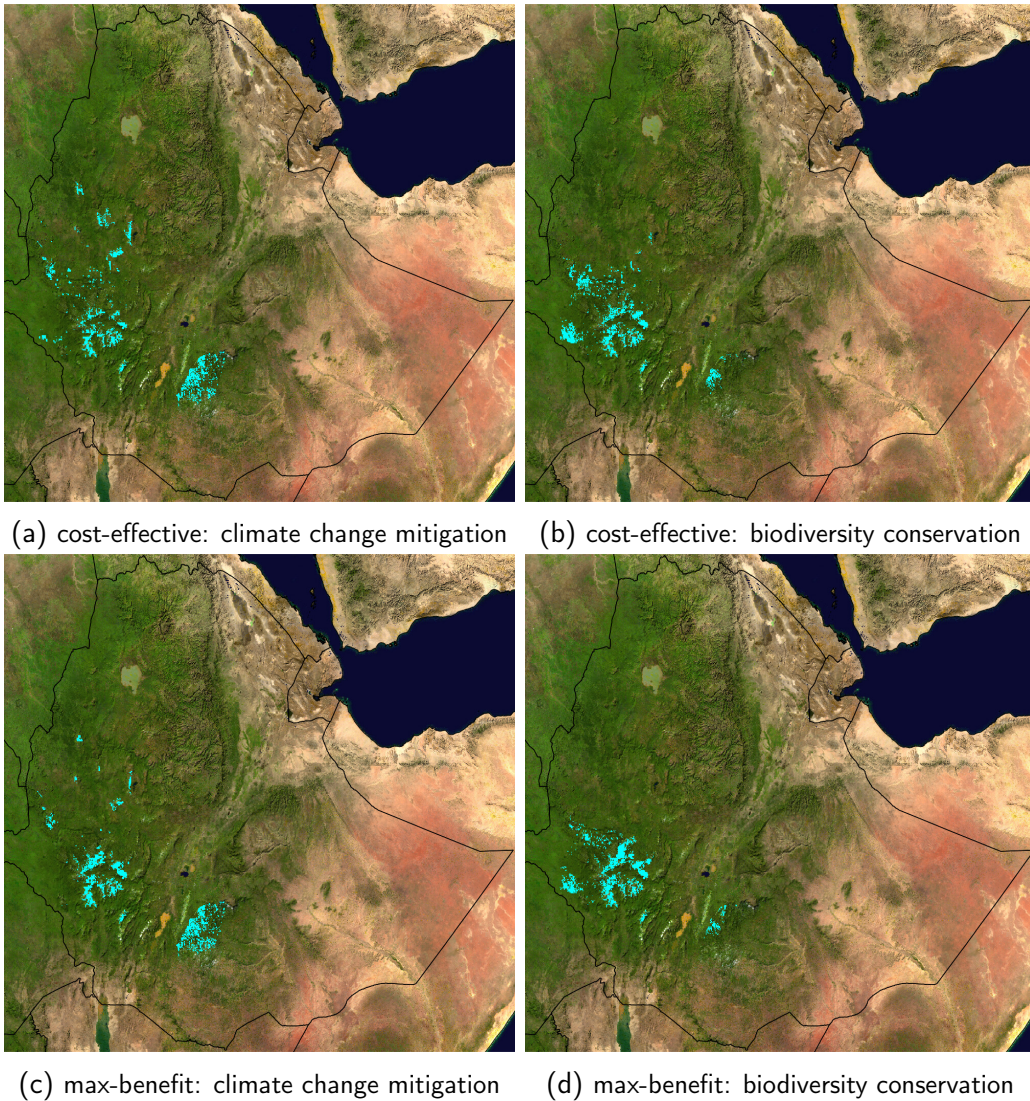 (a) cost-effective: climate change mitigation
(b) cost-effective: biodiversity conservation
(c) max-benefit: climate change mitigation
(d) max-benefit: biodiversity conservation